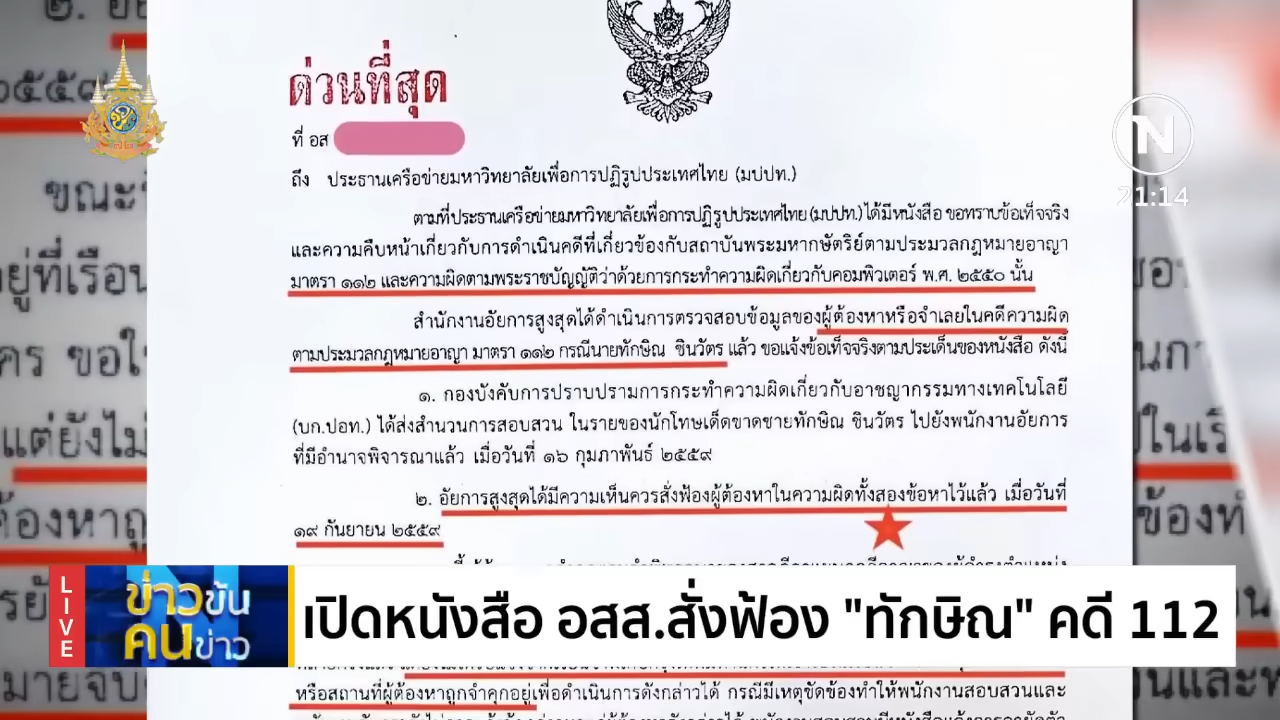 ด่วนที่สุด
ที่ อส
ถึง ประธานเครือข่ายมหาวิทยาลัยเพื่อการปฏิรูปประเทศไทย (มปปท.)
ตามที่ประธานเครือข่ายมหาวิทยาลัยเพื่อการปฏิรูปประเทศไทย (มปปท.) ได้มีหนังสือ ขอทราบข้อเท็จจริง
และความคืบหน้าเกี่ยวกับการดำเนินคดีที่เกี่ยวข้องกับสถาบันพระมหากษัตริย์ตามประมวลกฎหมายอาญา
มาตรา ๑๑๒ และความผิดตามพระราชบัญญัติว่าด้วยการกระทำความผิดเกี่ยวกับคอมพิวเตอร์ พ.ศ. ๒๕๕๐ นั้น
สำนักงานอัยการสูงสุดได้ดำเนินการตรวจสอบข้อมูลของผู้ต้องหาหรือจำเลยในคดีความผิด
ตามประมวลกฎหมายอาญา มาตรา ๑๑๒ กรณีนายทักษิณ ชินวัตร แล้ว ขอแจ้งข้อเท็จจริงตามประเด็นของหนังสือ ดังนี้
๑. กองบังคับการปราบปรามการกระทำความผิดเกี่ยวกับอาชญากรรมทางเทคโนโลยี
(บก.ปอท.) ได้ส่งสำนวนการสอบสวน ในรายของนักโทษเด็ดขาดชายทักษิณ ชินวัตร ไปยังพนักงานอัยการ
ที่มีอำนาจพิจารณาแล้ว เมื่อวันที่ ๑๖ กุมภาพันธ์ ๒๕๕๙
๒. อัยการสูงสุดได้มีความเห็นควรสั่งฟ้องผู้ต้องหาในความผิดทั้งสองข้อหาไว้แล้ว เมื่อวันที่
๑๙ กันยายน ๒๕๕๙
หรือสถานที่ผู้ต้องหาถูกจำคุกอยู่เพื่อดำเนินการดังกล่าวได้ กรณีมีเหตุขัดข้องทำให้พนักงานสอบสวนและ
N
21:14
LIVE
ข่าวข้น
คนข่าว
เปิดหนังสือ อสส.สั่งฟ้อง "ทักษิณ" คดี 112